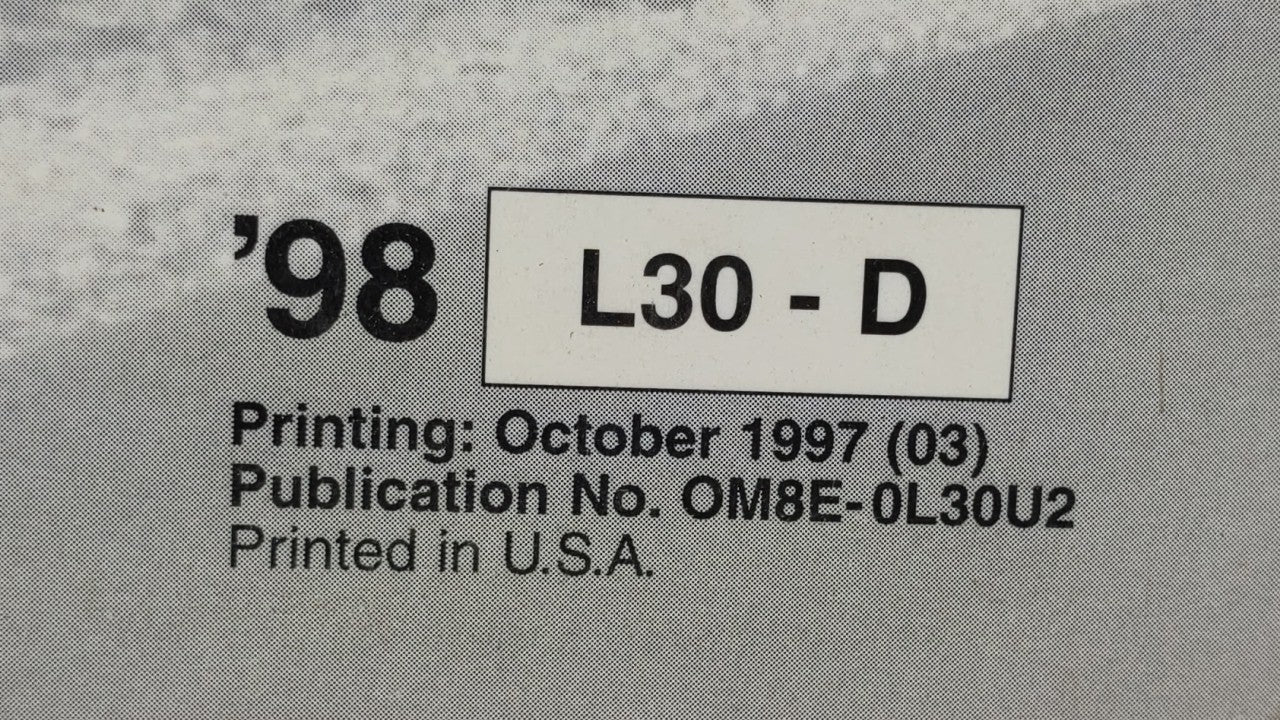 ’98 L30 - D
Printing: October 1997 (03)
Publication No. OM8E-0L30U2
Printed in U.S.A.